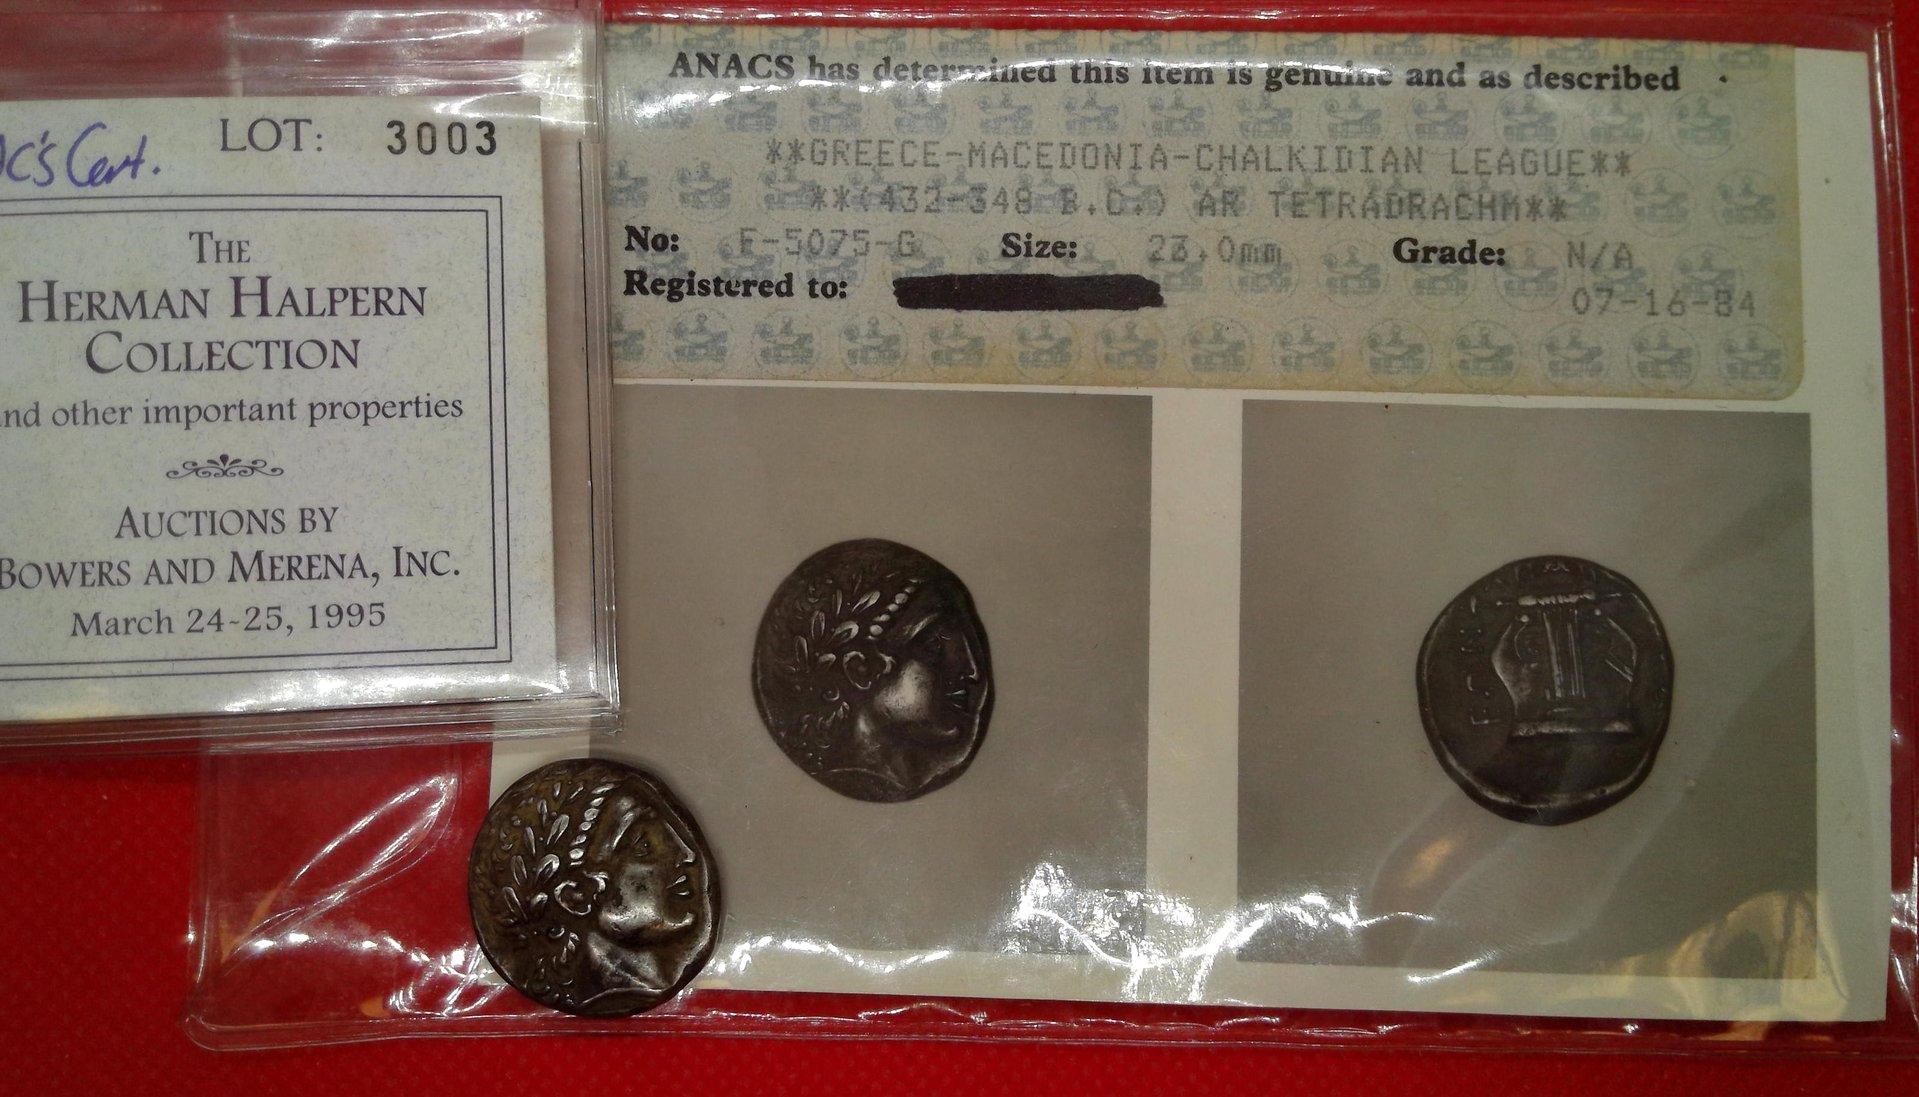 C's Cert.
LOT: 3003
THE
HERMAN HALPERN
COLLECTION
nd other important properties
AUCTIONS BY
BOWERS AND MERENA, INC.
March 24-25, 1995
ANACS has determined this item is genuine and as described
**GREECE-MACEDONIA-CHALKIDIAN LEAGUE**
**(432-348 B.C.) AR TETRADRACHM**
No: E-5075-G Size: 23.0mm Grade: N/A
Registered to:
07-16-84